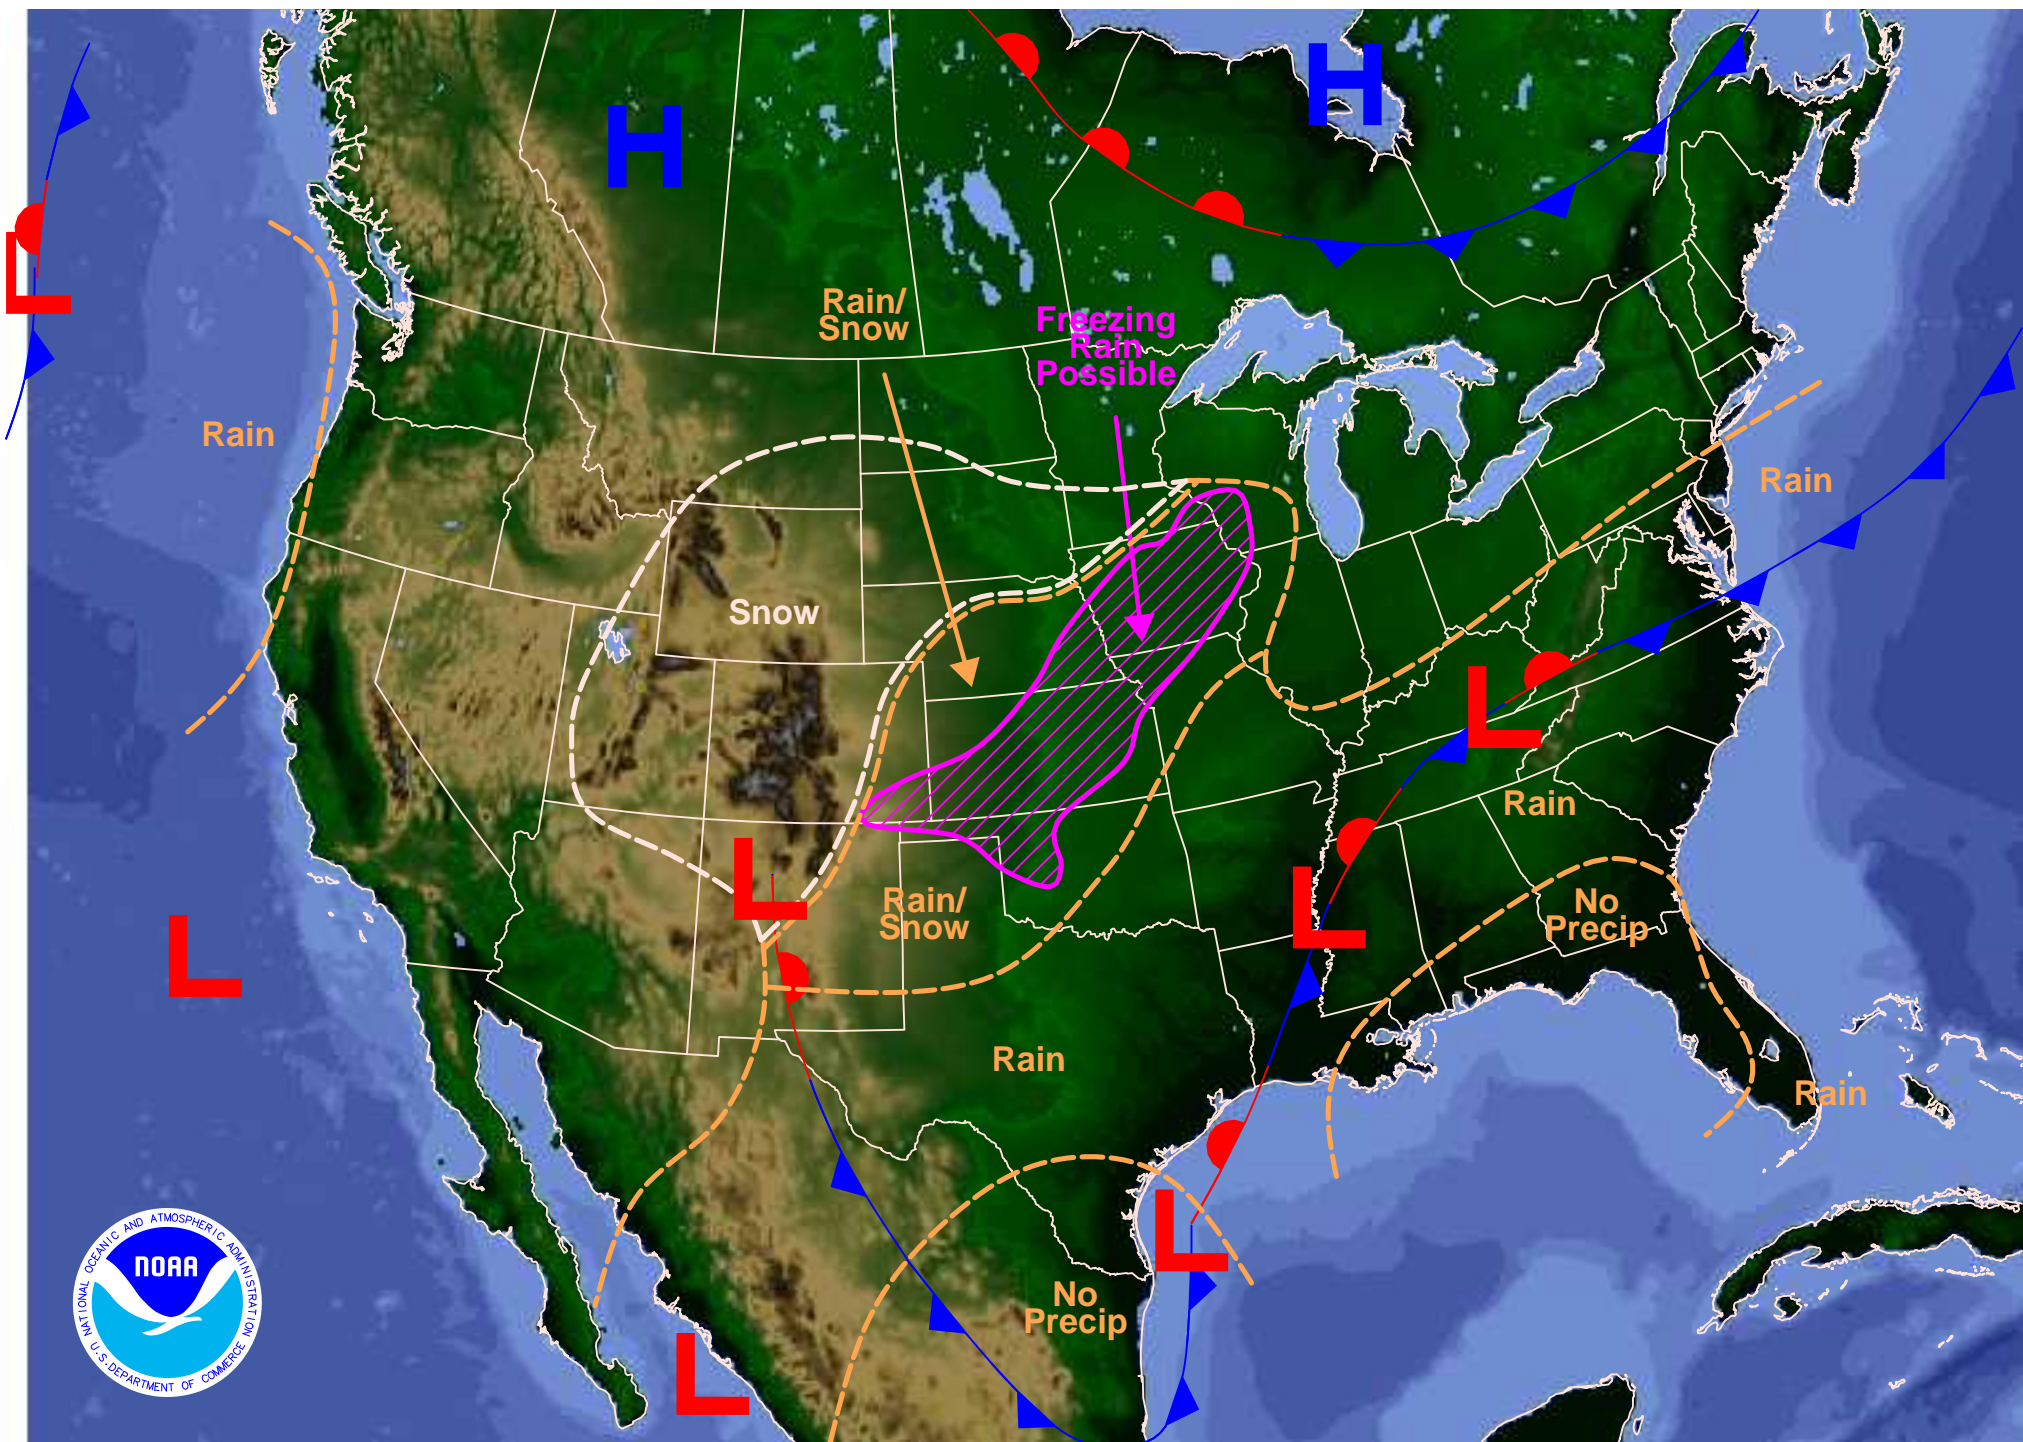 H
H
L
Rain/
Snow
Freezing
Rain
Possible
Rain
Rain
Snow
L
Rain
L
Rain/
Snow
L
No
Precip
L
Rain
Rain
L
No
Precip
L
NATIONAL OCEANIC AND ATMOSPHERIC ADMINISTRATION
NOAA
U.S. DEPARTMENT OF COMMERCE